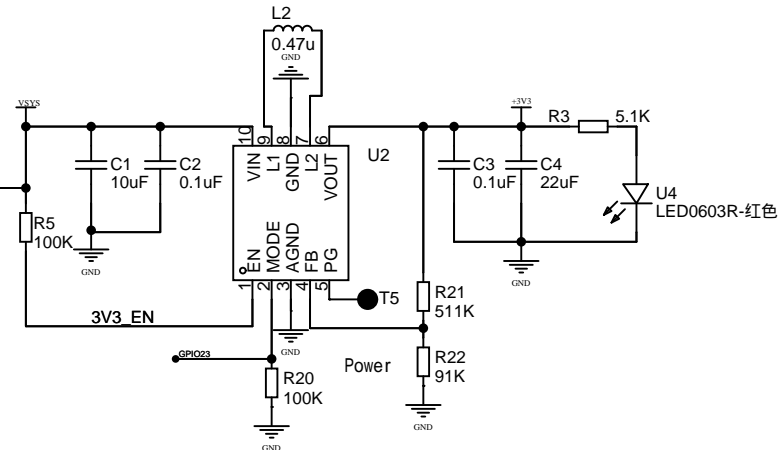 L2
0.47u
GND
VSYS
+3V3
R3
5.1K
10
9
8
7
6
VIN
L1
GND
L2
VOUT
U2
C1
10uF
C2
0.1uF
C3
0.1uF
C4
22uF
U4
LED0603R-红色
R5
100K
GND
EN
MODE
AGND
FB
PG
1
2
3
4
5
GND
T5
R21
511K
3V3_EN
GND
GPIO23
Power
R22
91K
R20
100K
GND
GND